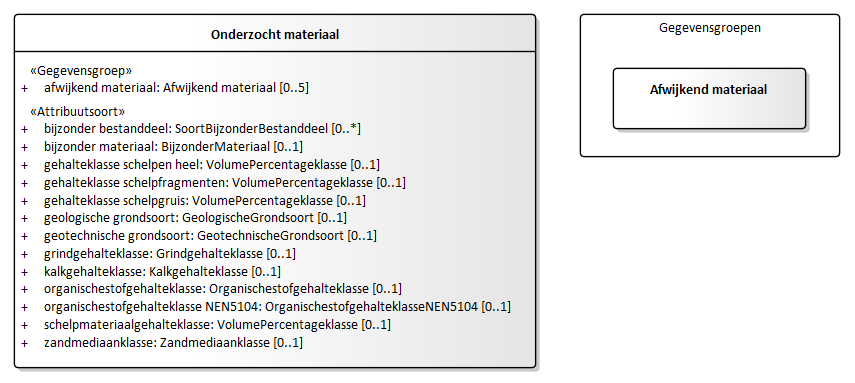 Onderzocht materiaal
«Gegevensgroep»
+ afwijkend materiaal: Afwijkend materiaal [0..5]
«Attribuutsoort»
+ bijzonder bestanddeel: SoortBijzonderBestanddeel [0..*]
+ bijzonder materiaal: BijzonderMateriaal [0..1]
+ gehalteklasse schelpen heel: VolumePercentageklasse [0..1]
+ gehalteklasse schelpfragmenten: VolumePercentageklasse [0..1]
+ gehalteklasse schelpgruis: VolumePercentageklasse [0..1]
+ geologische grondsoort: GeologischeGrondsoort [0..1]
+ geotechnische grondsoort: GeotechnischeGrondsoort [0..1]
+ grindgehalteklasse: Grindgehalteklasse [0..1]
+ kalkgehalteklasse: Kalkgehalteklasse [0..1]
+ organischestofgehalteklasse: Organischestofgehalteklasse [0..1]
+ organischestofgehalteklasse NEN5104: OrganischestofgehalteklasseNEN5104 [0..1]
+ schelpmateriaalgehalteklasse: VolumePercentageklasse [0..1]
+ zandmediaanklasse: Zandmediaanklasse [0..1]
Gegevensgroepen
Afwijkend materiaal